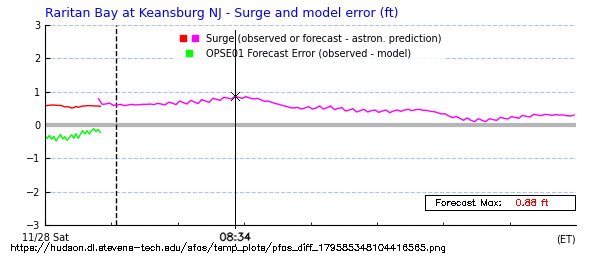 Raritan Bay at Keansburg NJ - Surge and model error (ft)
3
Surge (observed or forecast - astron. prediction)
OPSE01 Forecast Error (observed - model)
2
1
0
−1
−2
Forecast Max: 0.88 ft
−3
11/28 Sat 08:34 (ET)
https://hudson.dl.stevens-tech.edu/sfas/temp_plots/pfos_diff_179585348104416565.png